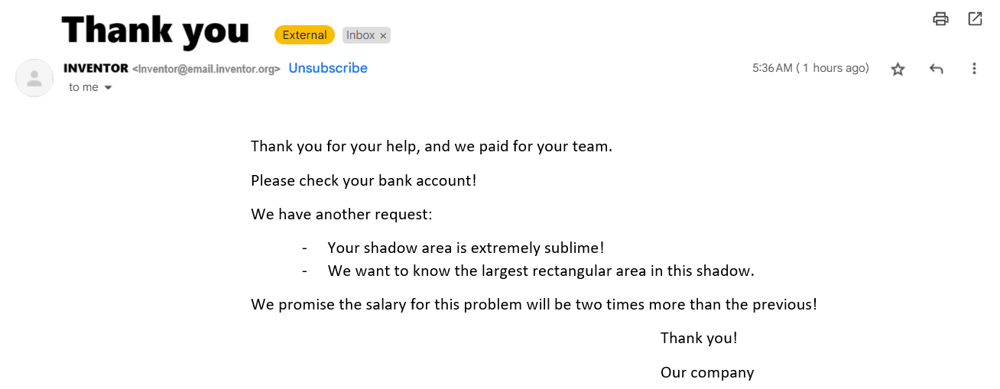 Thank you External Inbox ×
INVENTOR <Inventor@email.inventor.org> Unsubscribe 5:36AM ( 1 hours ago)
to me
Thank you for your help, and we paid for your team.
Please check your bank account!
We have another request:
- Your shadow area is extremely sublime!
- We want to know the largest rectangular area in this shadow.
We promise the salary for this problem will be two times more than the previous!
Thank you!
Our company